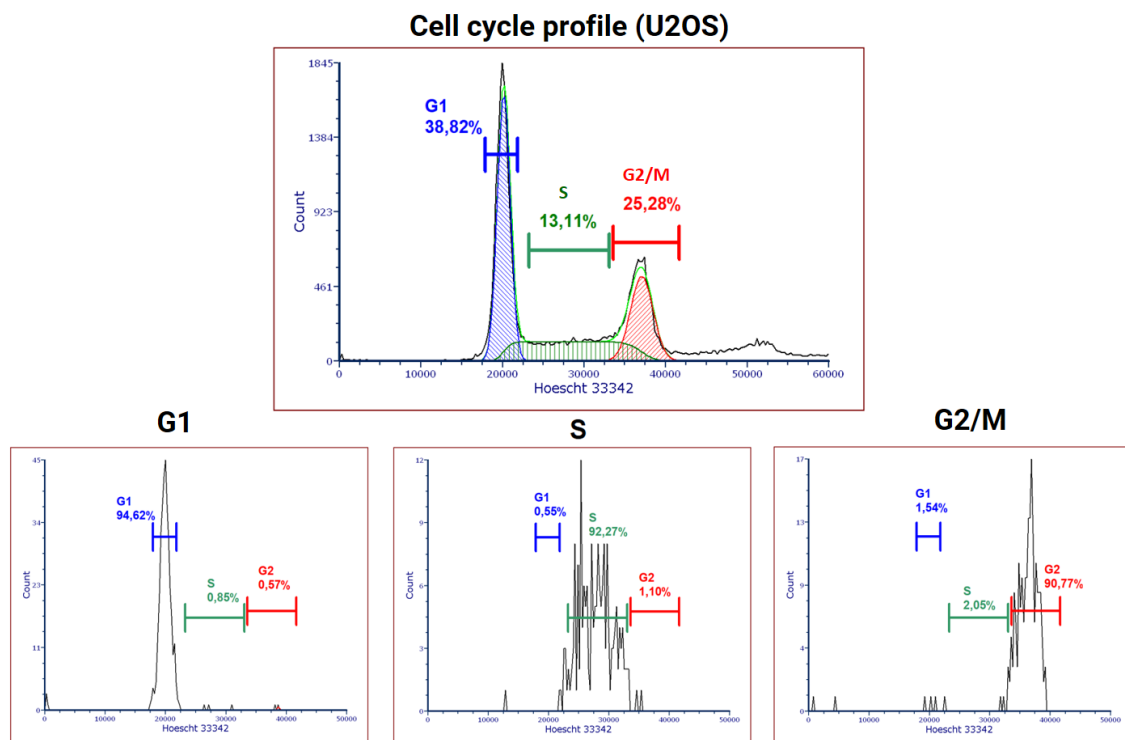 Cell cycle profile (U2OS)
1845
1384
923
461
0
Count
G1
38,82%
S
13,11%
G2/M
25,28%
0 10000 20000 30000 40000 50000 60000
Hoescht 33342
G1
45
34
23
11
0
Count
G1
94,62%
S
0,85%
G2
0,57%
0 10000 20000 30000 40000 50000
Hoescht 33342
S
12
9
6
3
0
Count
G1
0,55%
S
92,27%
G2
1,10%
0 10000 20000 30000 40000 50000
Hoescht 33342
G2/M
17
13
9
4
0
Count
G1
1,54%
S
2,05%
G2
90,77%
0 10000 20000 30000 40000 50000
Hoescht 33342